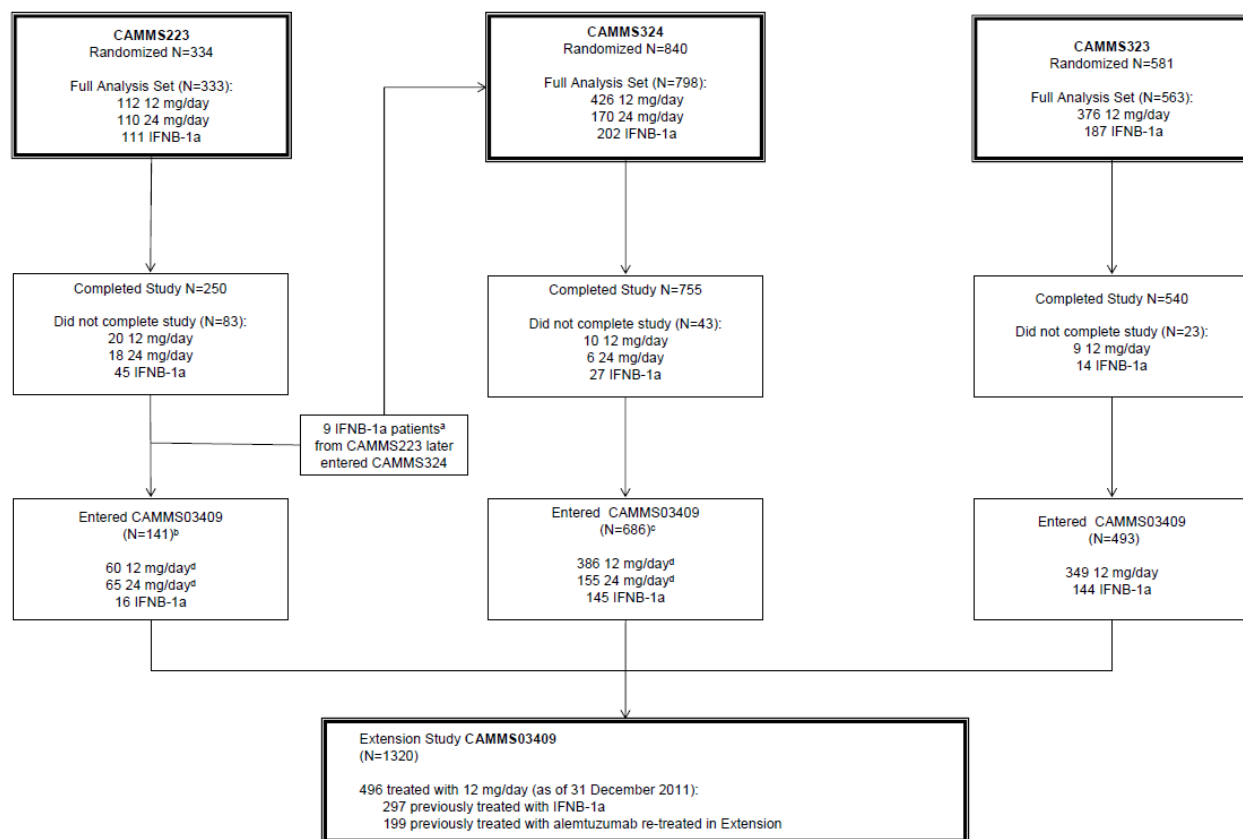 CAMMS223
Randomized N=334
Full Analysis Set (N=333):
112 12 mg/day
110 24 mg/day
111 IFNB-1a
CAMMS324
Randomized N=840
Full Analysis Set (N=798):
426 12 mg/day
170 24 mg/day
202 IFNB-1a
CAMMS323
Randomized N=581
Full Analysis Set (N=563):
376 12 mg/day
187 IFNB-1a
Completed Study N=250
Did not complete study (N=83):
20 12 mg/day
18 24 mg/day
45 IFNB-1a
Completed Study N=755
Did not complete study (N=43):
10 12 mg/day
6 24 mg/day
27 IFNB-1a
Completed Study N=540
Did not complete study (N=23):
9 12 mg/day
14 IFNB-1a
9 IFNB-1a patientsᵃ
from CAMMS223 later
entered CAMMS324
Entered CAMMS03409
(N=141)ᵇ
60 12 mg/dayᵈ
65 24 mg/dayᵈ
16 IFNB-1a
Entered CAMMS03409
(N=686)ᶜ
386 12 mg/dayᵈ
155 24 mg/dayᵈ
145 IFNB-1a
Entered CAMMS03409
(N=493)
349 12 mg/day
144 IFNB-1a
Extension Study CAMMS03409
(N=1320)
496 treated with 12 mg/day (as of 31 December 2011):
297 previously treated with IFNB-1a
199 previously treated with alemtuzumab re-treated in Extension